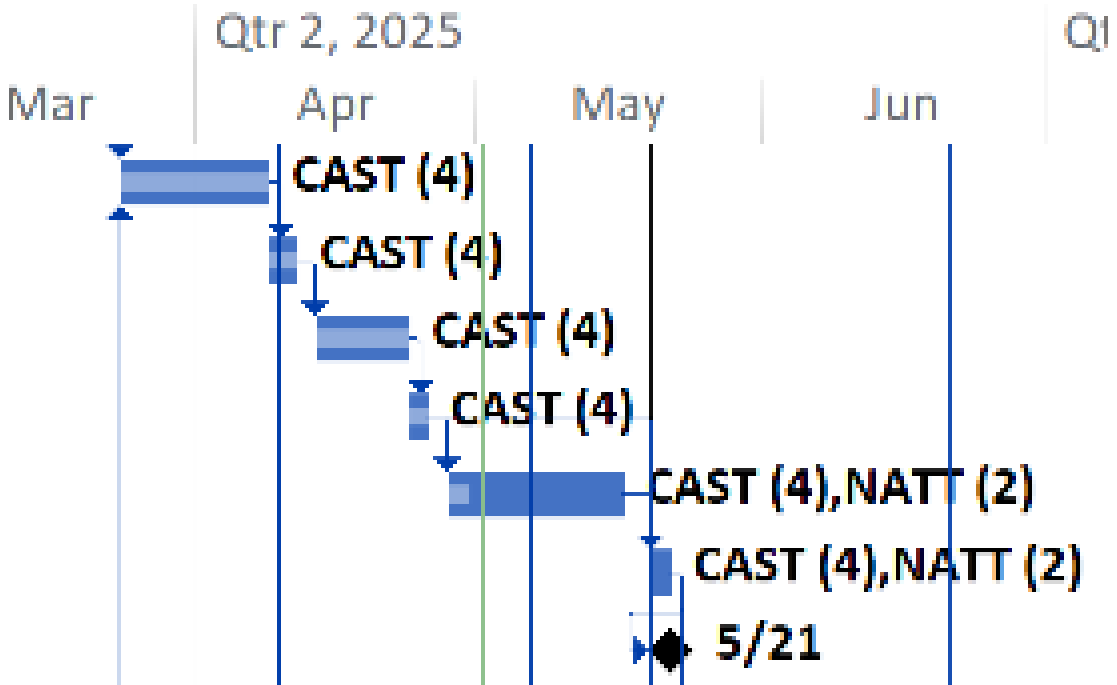 Qtr 2, 2025
Mar Apr May Jun
CAST (4)
CAST (4)
CAST (4)
CAST (4)
CAST (4),NATT (2)
CAST (4),NATT (2)
5/21